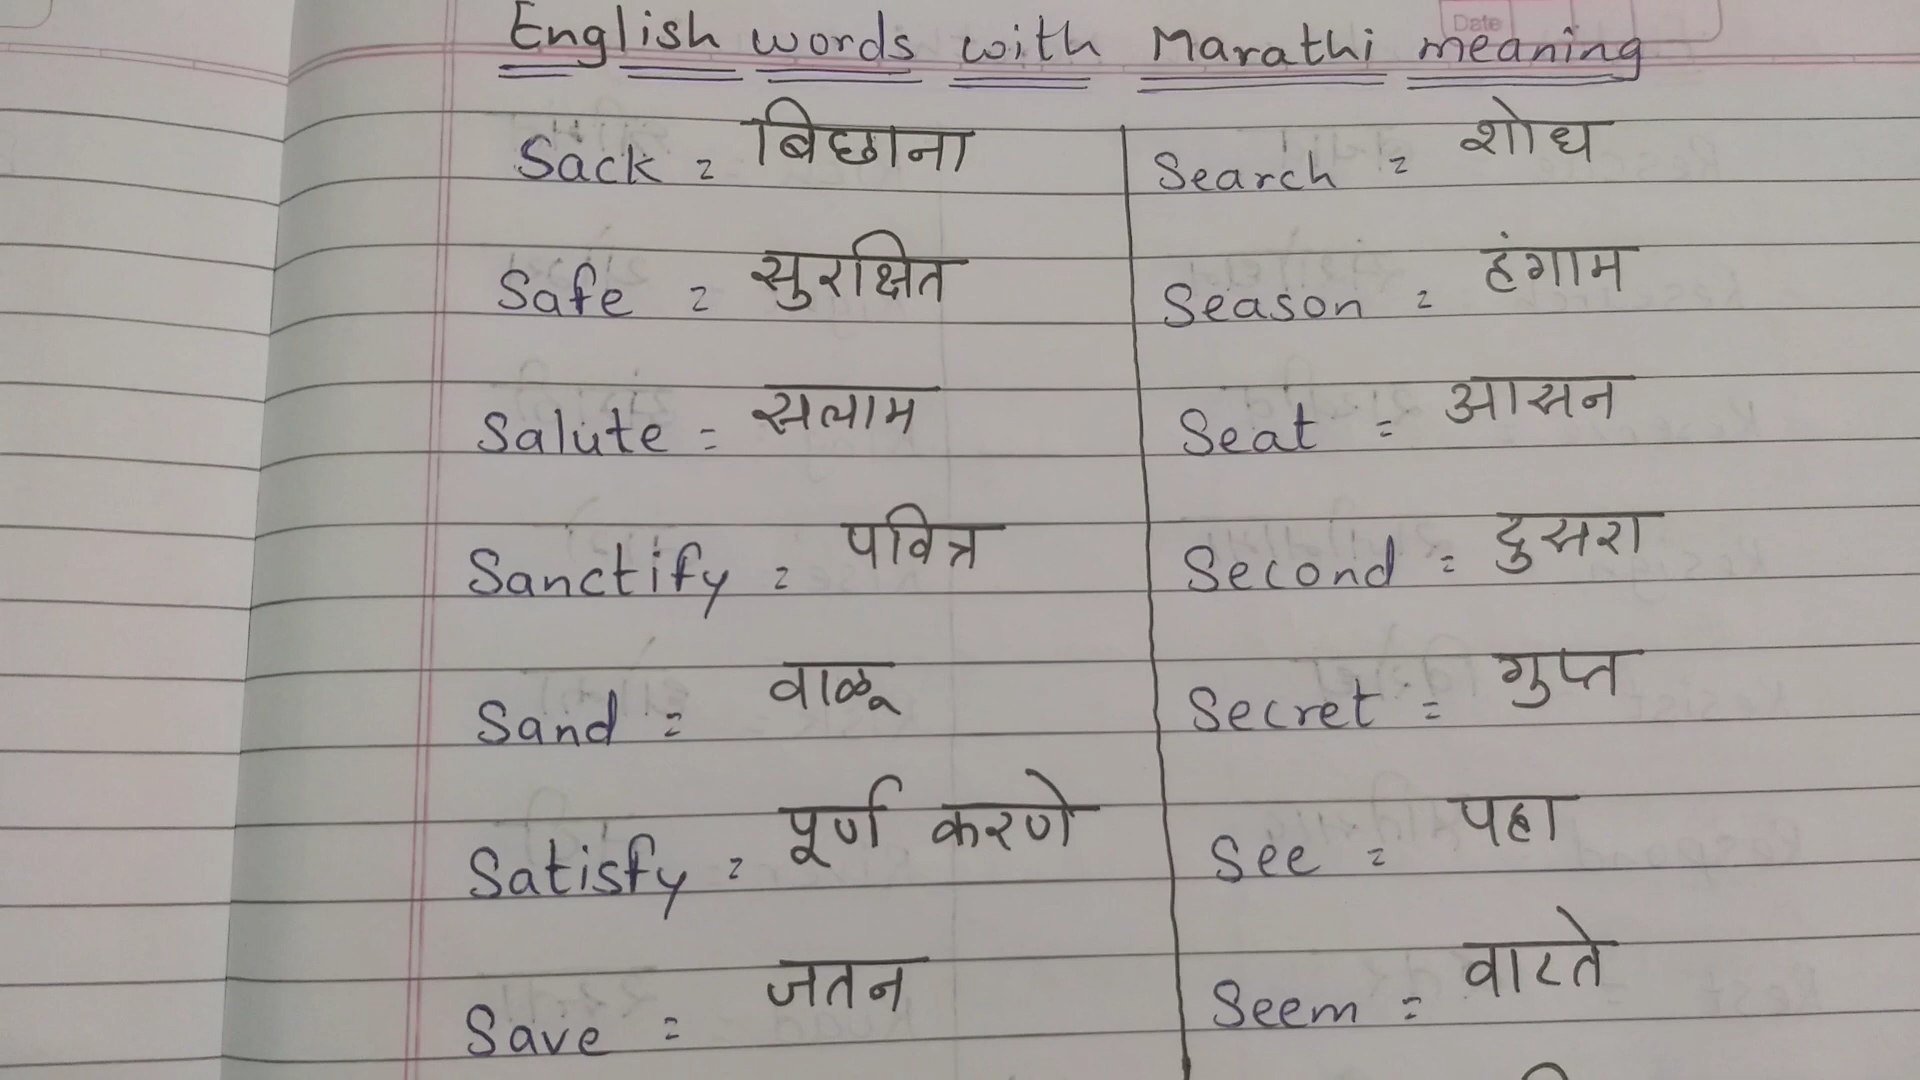 Date
English words with Marathi meaning
Sack = बिछाना
Safe = सुरक्षित
Salute = सलाम
Sanctify = पवित्र
Sand = वाळू
Satisfy = पूर्ण करणे
Save = जतन
Search = शोध
Season = हंगाम
Seat = आसन
Second = दुसरा
Secret = गुप्त
See = पहा
Seem = वाटते